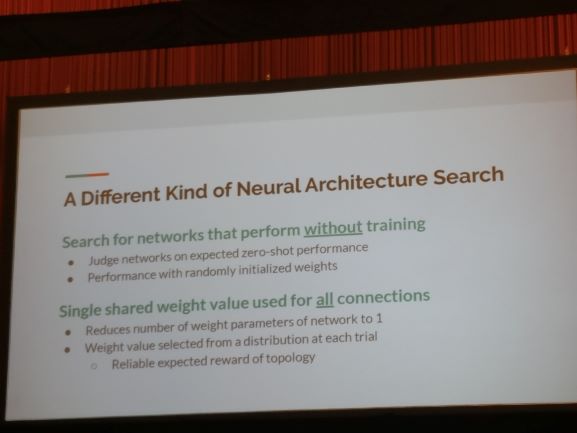 A Different Kind of Neural Architecture Search
Search for networks that perform without training
● Judge networks on expected zero-shot performance
● Performance with randomly initialized weights
Single shared weight value used for all connections
● Reduces number of weight parameters of network to 1
● Weight value selected from a distribution at each trial
○ Reliable expected reward of topology